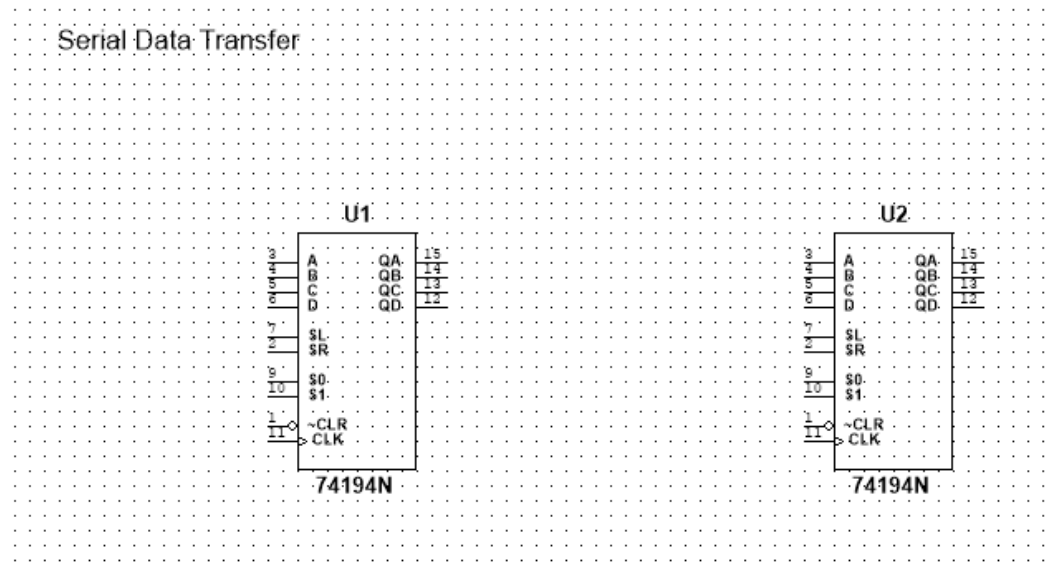 Serial Data Transfer
U1
3 A QA 15
4 B QB 14
5 C QC 13
6 D QD 12
7 SL
2 SR
9 S0
10 S1
1 ~CLR
11 CLK
74194N
U2
3 A QA 15
4 B QB 14
5 C QC 13
6 D QD 12
7 SL
2 SR
9 S0
10 S1
1 ~CLR
11 CLK
74194N